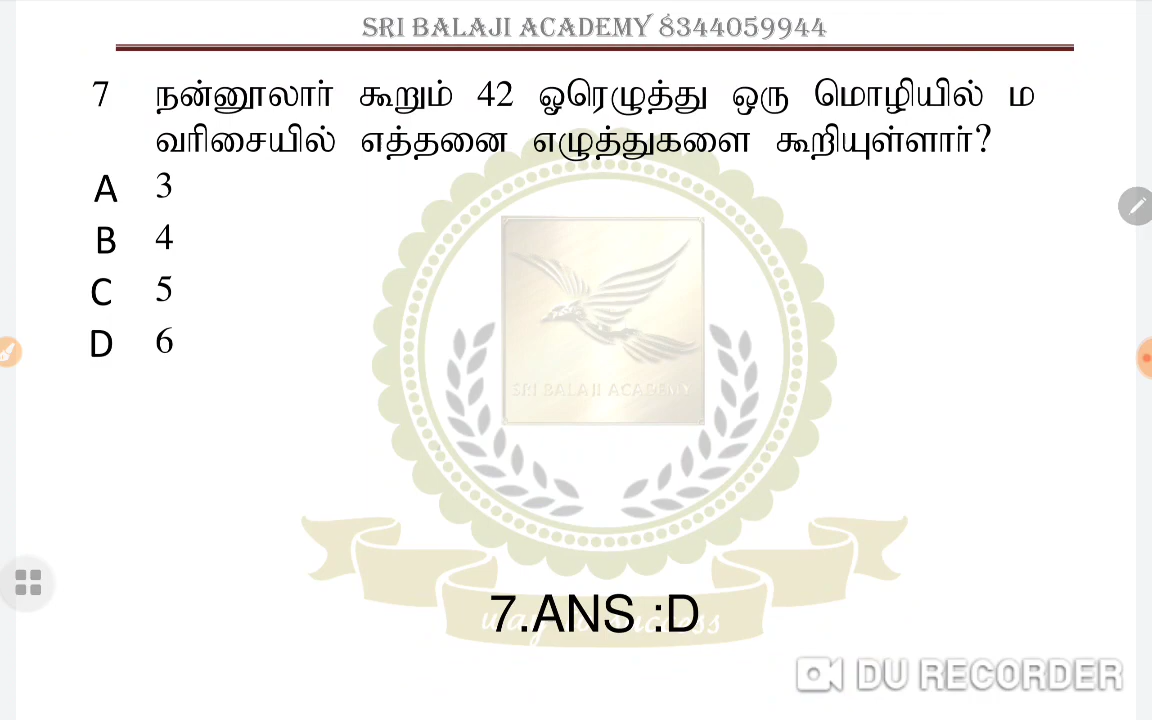 SRI BALAJI ACADEMY 8344059944
7 நன்னூலார் கூறும் 42 ஓரெழுத்து ஒரு மொழியில் ம
வரிசையில் எத்தனை எழுத்துகளை கூறியுள்ளார்?
A 3
B 4
C 5
D 6
SRI BALAJI ACADEMY
7.ANS :D
DU RECORDER